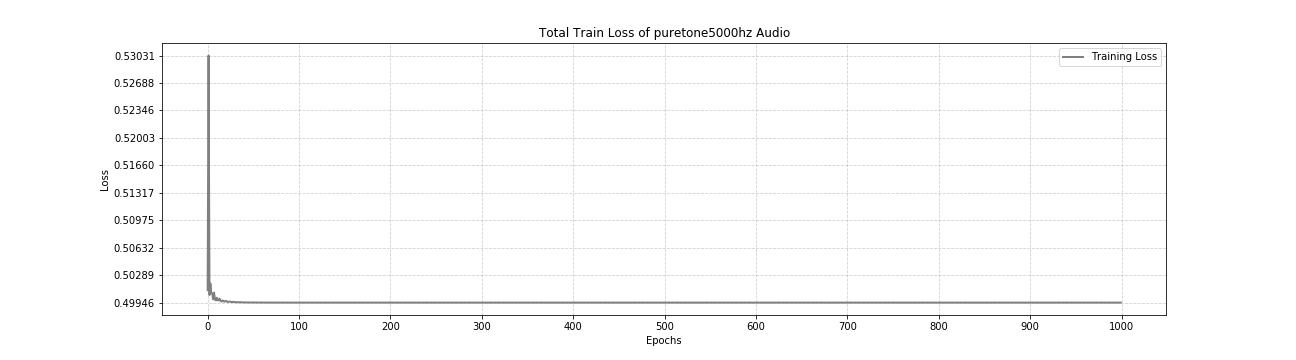 Total Train Loss of puretone5000hz Audio
Training Loss
Loss
0.53031
0.52688
0.52346
0.52003
0.51660
0.51317
0.50975
0.50632
0.50289
0.49946
0 100 200 300 400 500 600 700 800 900 1000
Epochs